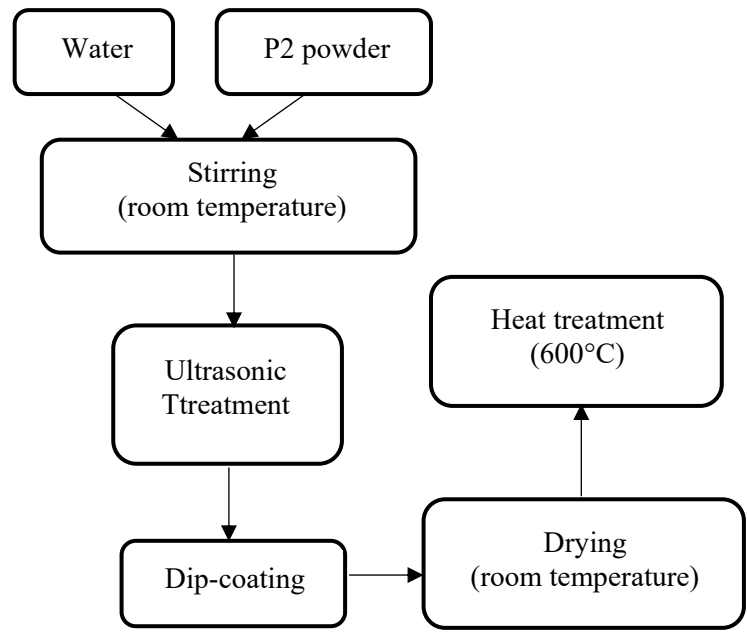 Water
P2 powder
Stirring
(room temperature)
Ultrasonic
Ttreatment
Dip-coating
Drying
(room temperature)
Heat treatment
(600°C)